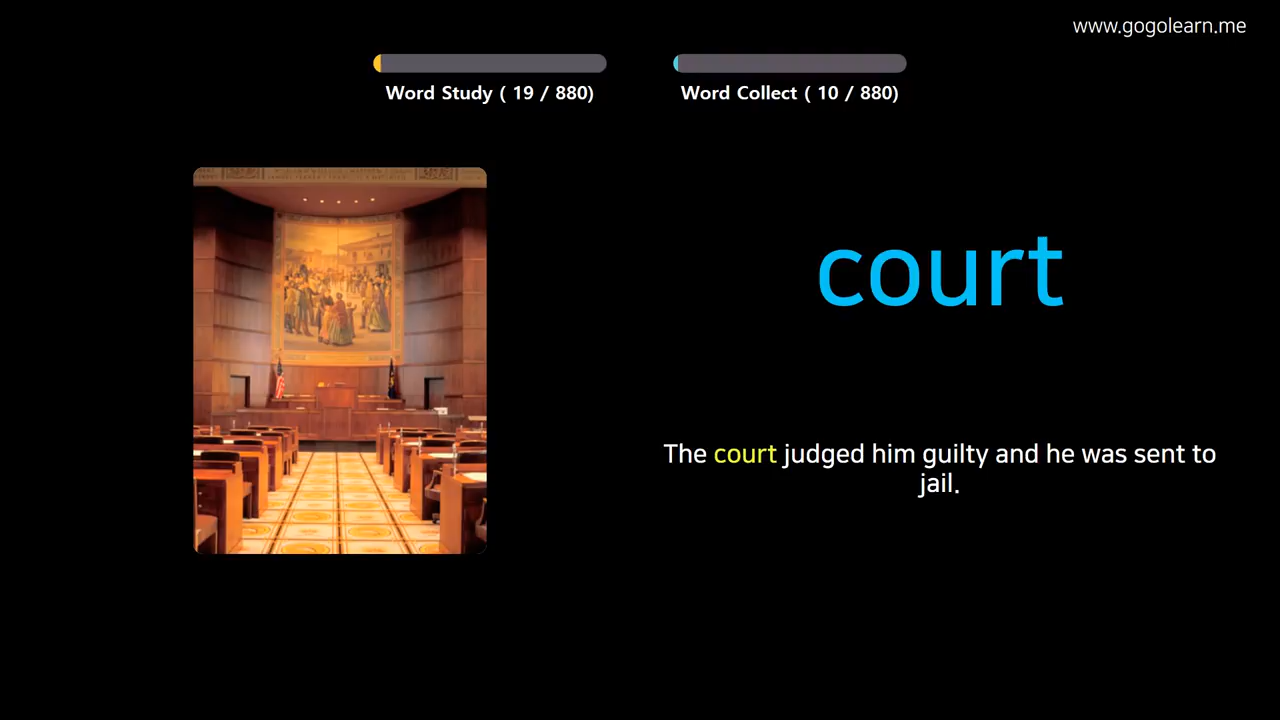 www.gogolearn.me
Word Study ( 19 / 880)
Word Collect ( 10 / 880)
court
The court judged him guilty and he was sent to
jail.